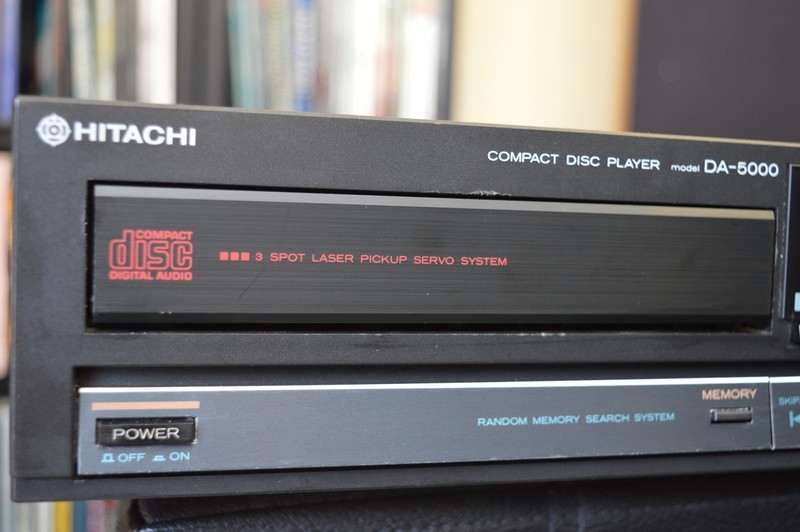 HITACHI
COMPACT DISC PLAYER model DA-5000
COMPACT
disc
DIGITAL AUDIO
3 SPOT LASER PICKUP SERVO SYSTEM
MEMORY
POWER
RANDOM MEMORY SEARCH SYSTEM
SKIP
OFF ON